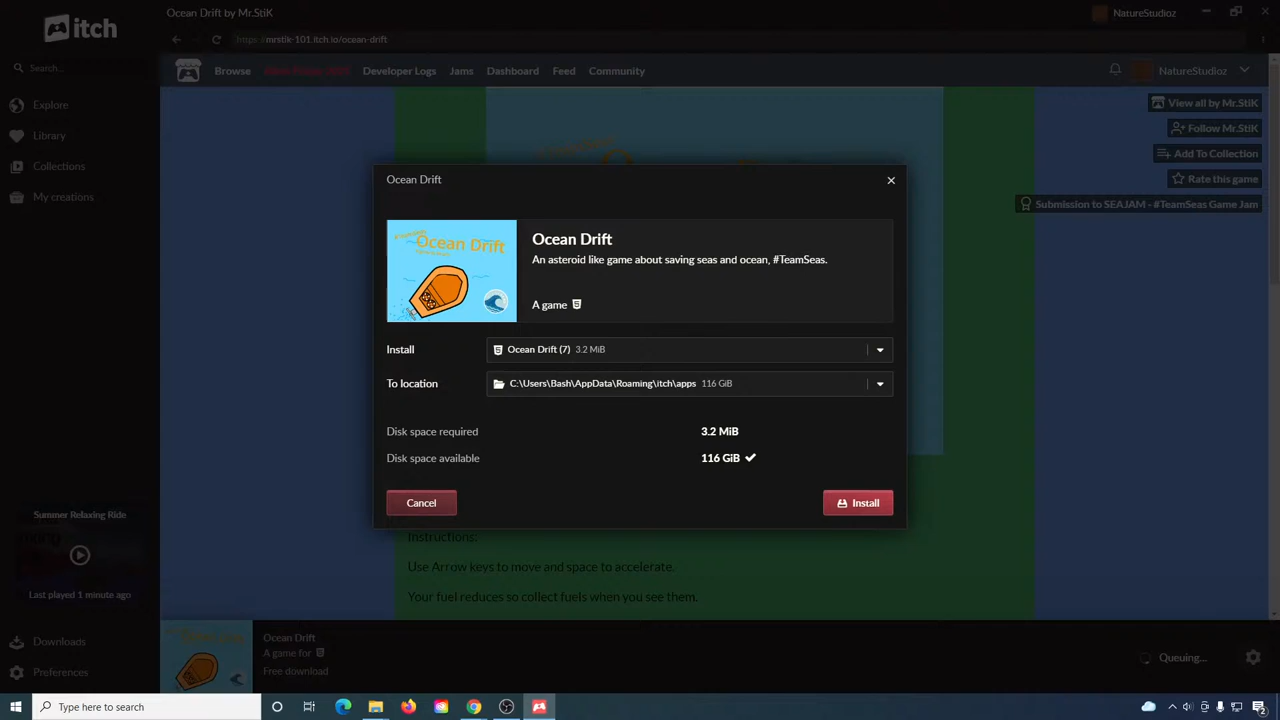 Ocean Drift by Mr.StiK
NatureStudioz
itch
https://mrstik-101.itch.io/ocean-drift
Search...
Browse
Developer Logs
Jams
Dashboard
Feed
Community
NatureStudioz
Explore
Library
Collections
My creations
View all by Mr.StiK
Follow Mr.StiK
Add To Collection
Rate this game
Submission to SEAJAM - #TeamSeas Game Jam
Ocean Drift
Ocean Drift
Ocean Drift
An asteroid like game about saving seas and ocean, #TeamSeas.
A game
Install
Ocean Drift (7) 3.2 MiB
To location
C:\Users\Bash\AppData\Roaming\itch\apps 116 GiB
Disk space required
3.2 MiB
Disk space available
116 GiB
Cancel
Install
Instructions:
Use Arrow keys to move and space to accelerate.
Your fuel reduces so collect fuels when you see them.
Summer Relaxing Ride
Last played 1 minute ago
Downloads
Preferences
Ocean Drift
A game for
Free download
Queuing...
Type here to search